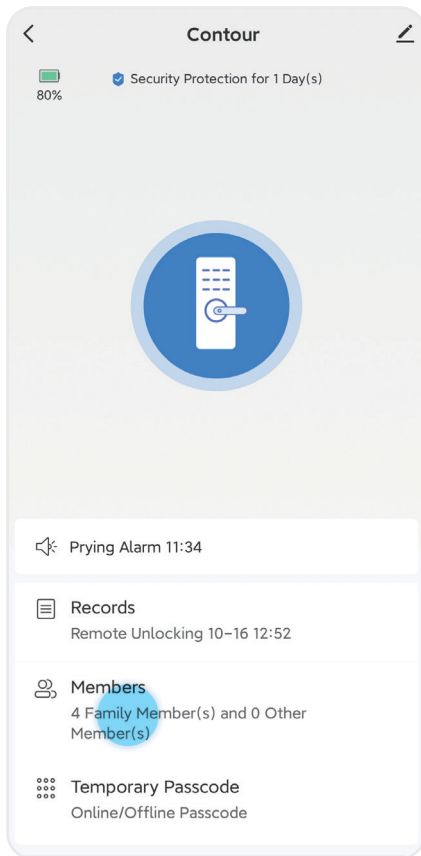 Contour
80%
Security Protection for 1 Day(s)
Prying Alarm 11:34
Records
Remote Unlocking 10-16 12:52
Members
4 Family Member(s) and 0 Other
Member(s)
Temporary Passcode
Online/Offline Passcode